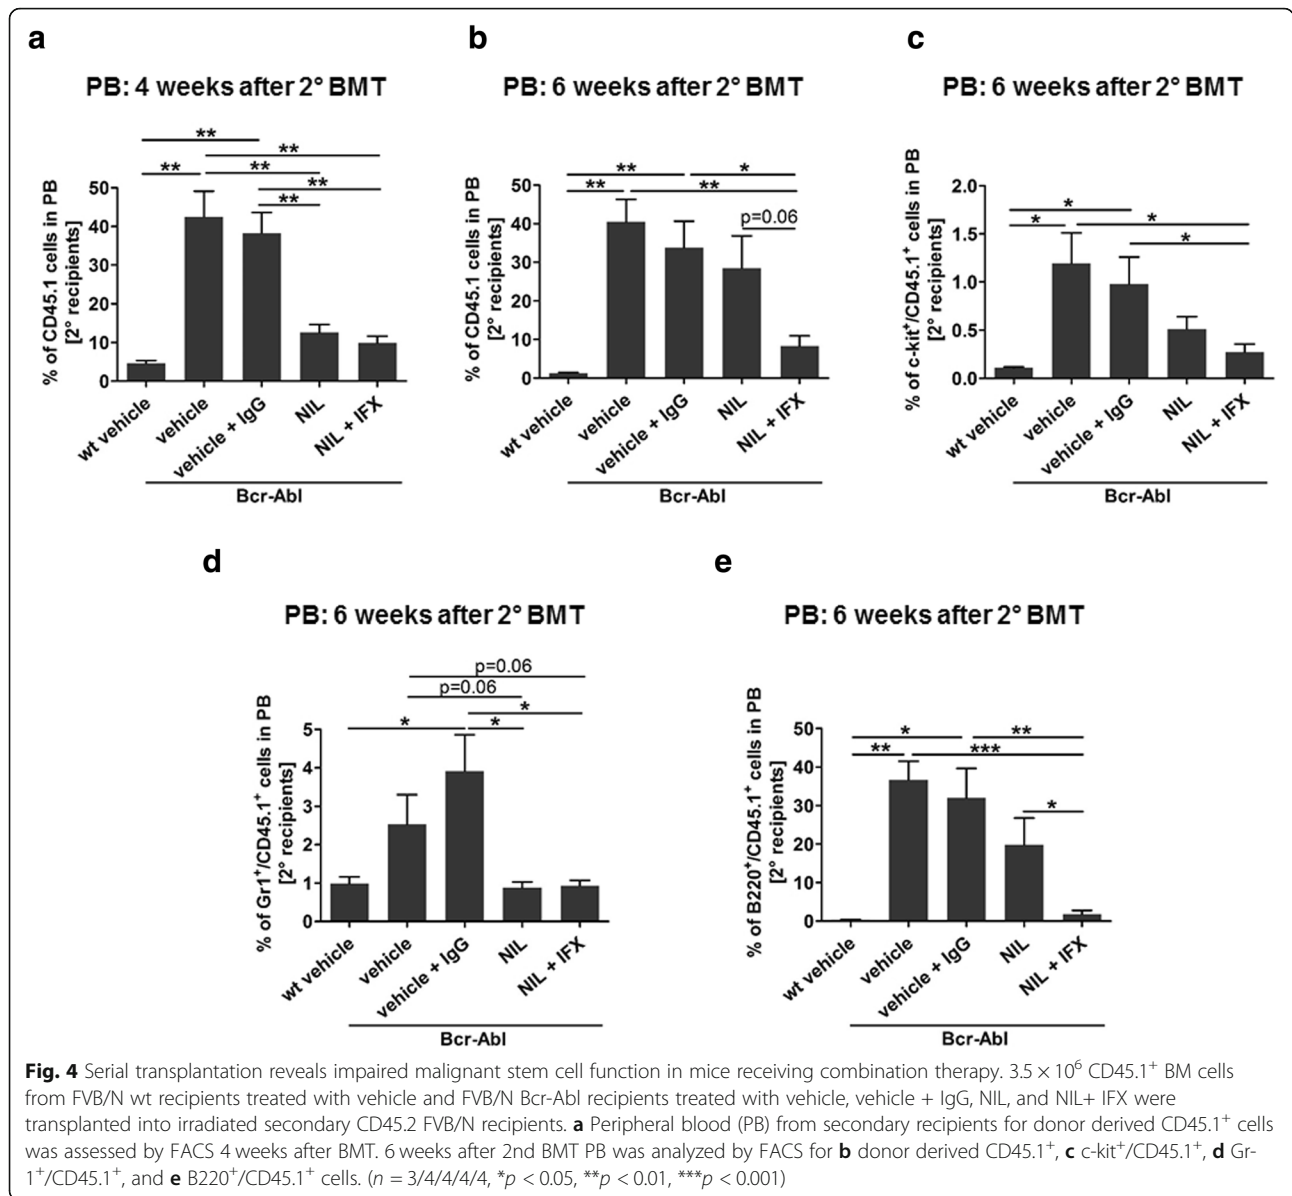 a
PB: 4 weeks after 2° BMT
% of CD45.1 cells in PB
[2° recipients]
50
40
30
20
10
0
**
**
**
**
**
**
wt vehicle
vehicle
vehicle + IgG
NIL
NIL + IFX
Bcr-Abl
b
PB: 6 weeks after 2° BMT
% of CD45.1 cells in PB
[2° recipients]
50
40
30
20
10
0
**
*
**
**
p=0.06
wt vehicle
vehicle
vehicle + IgG
NIL
NIL + IFX
Bcr-Abl
c
PB: 6 weeks after 2° BMT
% of c-kit⁺/CD45.1⁺ cells in PB
[2° recipients]
2.0
1.5
1.0
0.5
0.0
*
*
*
*
wt vehicle
vehicle
vehicle + IgG
NIL
NIL + IFX
Bcr-Abl
d
PB: 6 weeks after 2° BMT
% of Gr1⁺/CD45.1⁺ cells in PB
[2° recipients]
5
4
3
2
1
0
p=0.06
p=0.06
*
*
*
wt vehicle
vehicle
vehicle + IgG
NIL
NIL + IFX
Bcr-Abl
e
PB: 6 weeks after 2° BMT
% of B220⁺/CD45.1⁺ cells in PB
[2° recipients]
50
40
30
20
10
0
*
**
**
***
*
wt vehicle
vehicle
vehicle + IgG
NIL
NIL + IFX
Bcr-Abl
Fig. 4 Serial transplantation reveals impaired malignant stem cell function in mice receiving combination therapy. 3.5 × 10⁶ CD45.1⁺ BM cells
from FVB/N wt recipients treated with vehicle and FVB/N Bcr-Abl recipients treated with vehicle, vehicle + IgG, NIL, and NIL+ IFX were
transplanted into irradiated secondary CD45.2 FVB/N recipients. a Peripheral blood (PB) from secondary recipients for donor derived CD45.1⁺ cells
was assessed by FACS 4 weeks after BMT. 6 weeks after 2nd BMT PB was analyzed by FACS for b donor derived CD45.1⁺, c c-kit⁺/CD45.1⁺, d Gr-
1⁺/CD45.1⁺, and e B220⁺/CD45.1⁺ cells. (n = 3/4/4/4/4, *p < 0.05, **p < 0.01, ***p < 0.001)